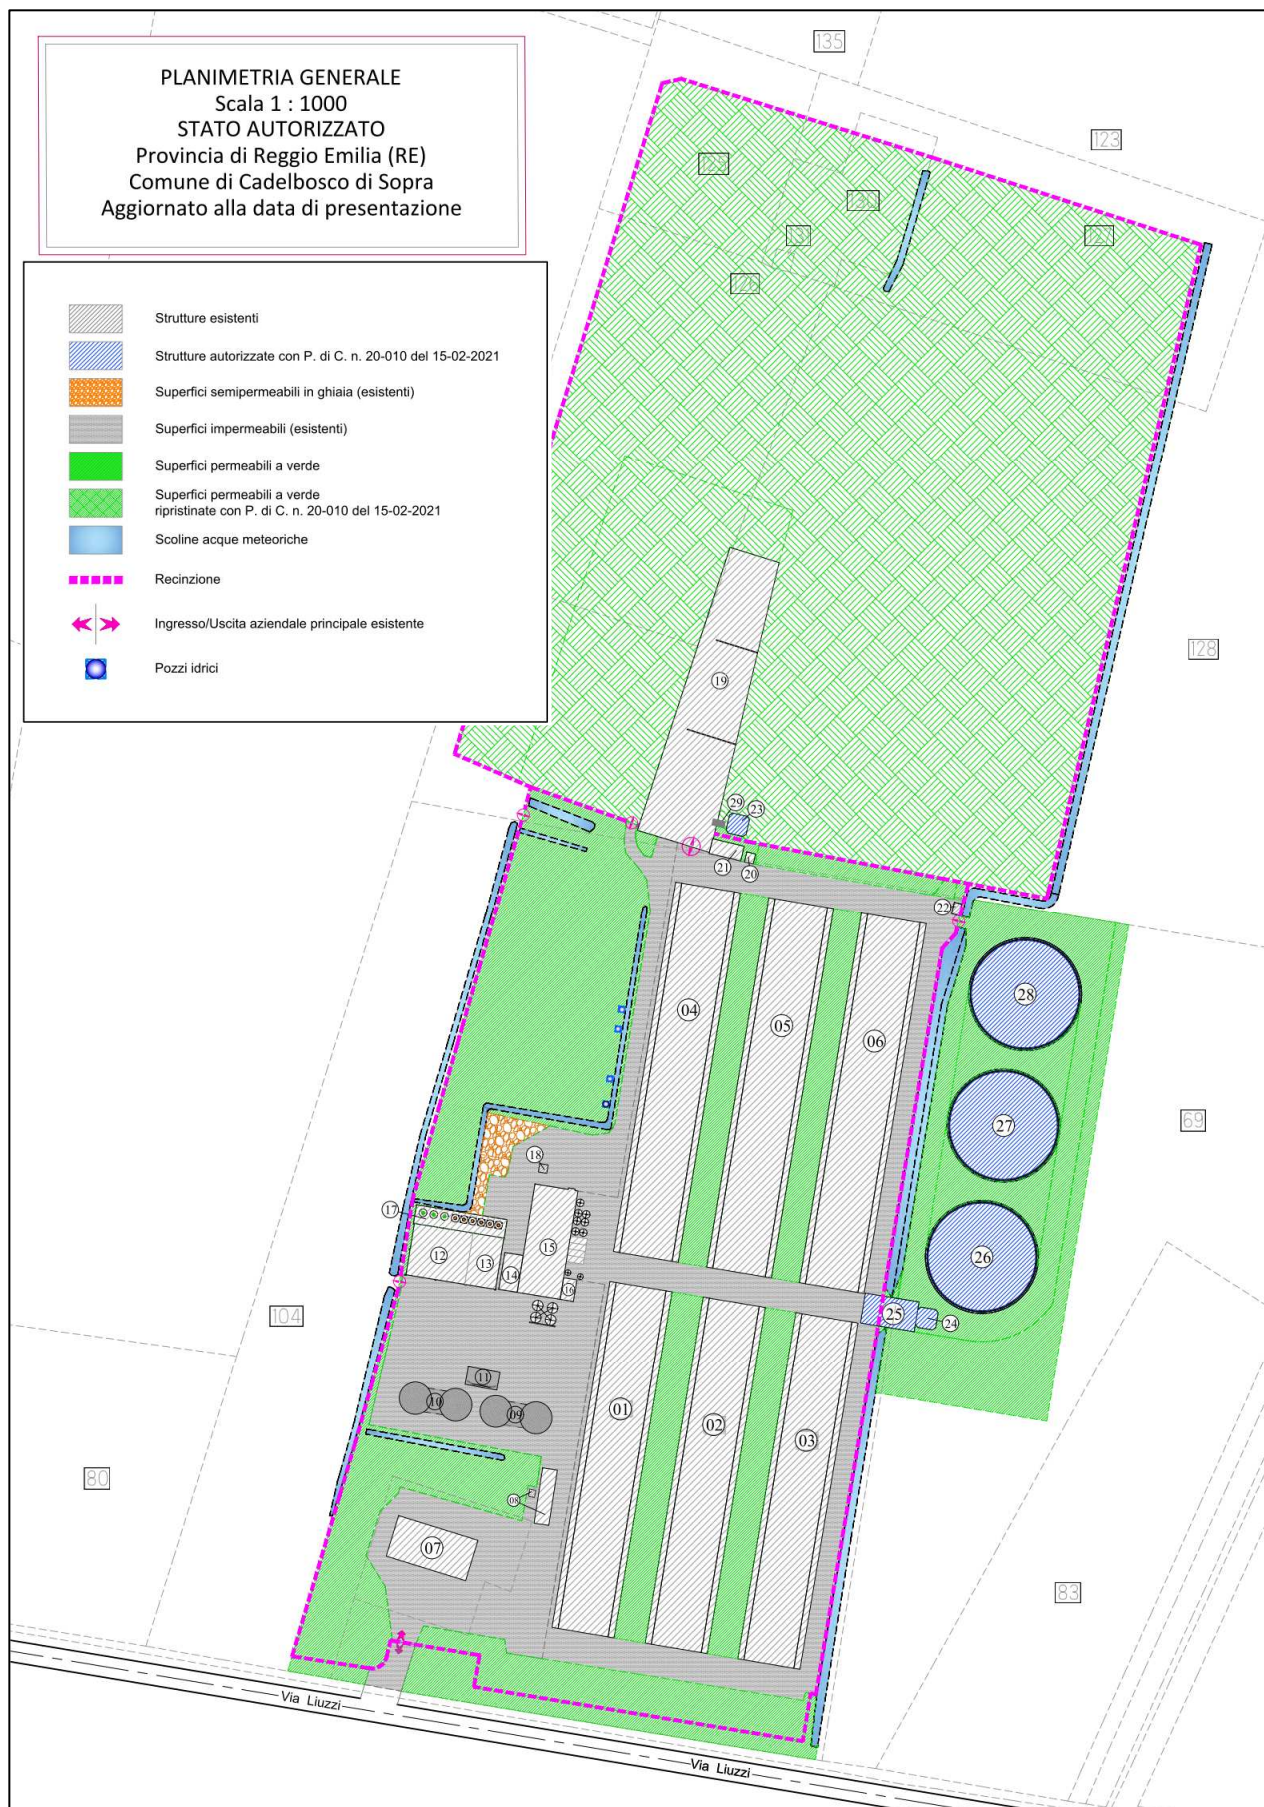 PLANIMETRIA GENERALE
Scala 1 : 1000
STATO AUTORIZZATO
Provincia di Reggio Emilia (RE)
Comune di Cadelbosco di Sopra
Aggiornato alla data di presentazione
Strutture esistenti
Strutture autorizzate con P. di C. n. 20-010 del 15-02-2021
Superfici semipermeabili in ghiaia (esistenti)
Superfici impermeabili (esistenti)
Superfici permeabili a verde
Superfici permeabili a verde
ripristinate con P. di C. n. 20-010 del 15-02-2021
Scoline acque meteoriche
Recinzione
Ingresso/Uscita aziendale principale esistente
Pozzi idrici
135
123
127
128
19
29
23
21
20
22
04
05
06
28
27
26
69
18
17
12
13
14
15
16
25
24
104
11
10
09
01
02
03
80
08
07
83
Via Liuzzi
Via Liuzzi